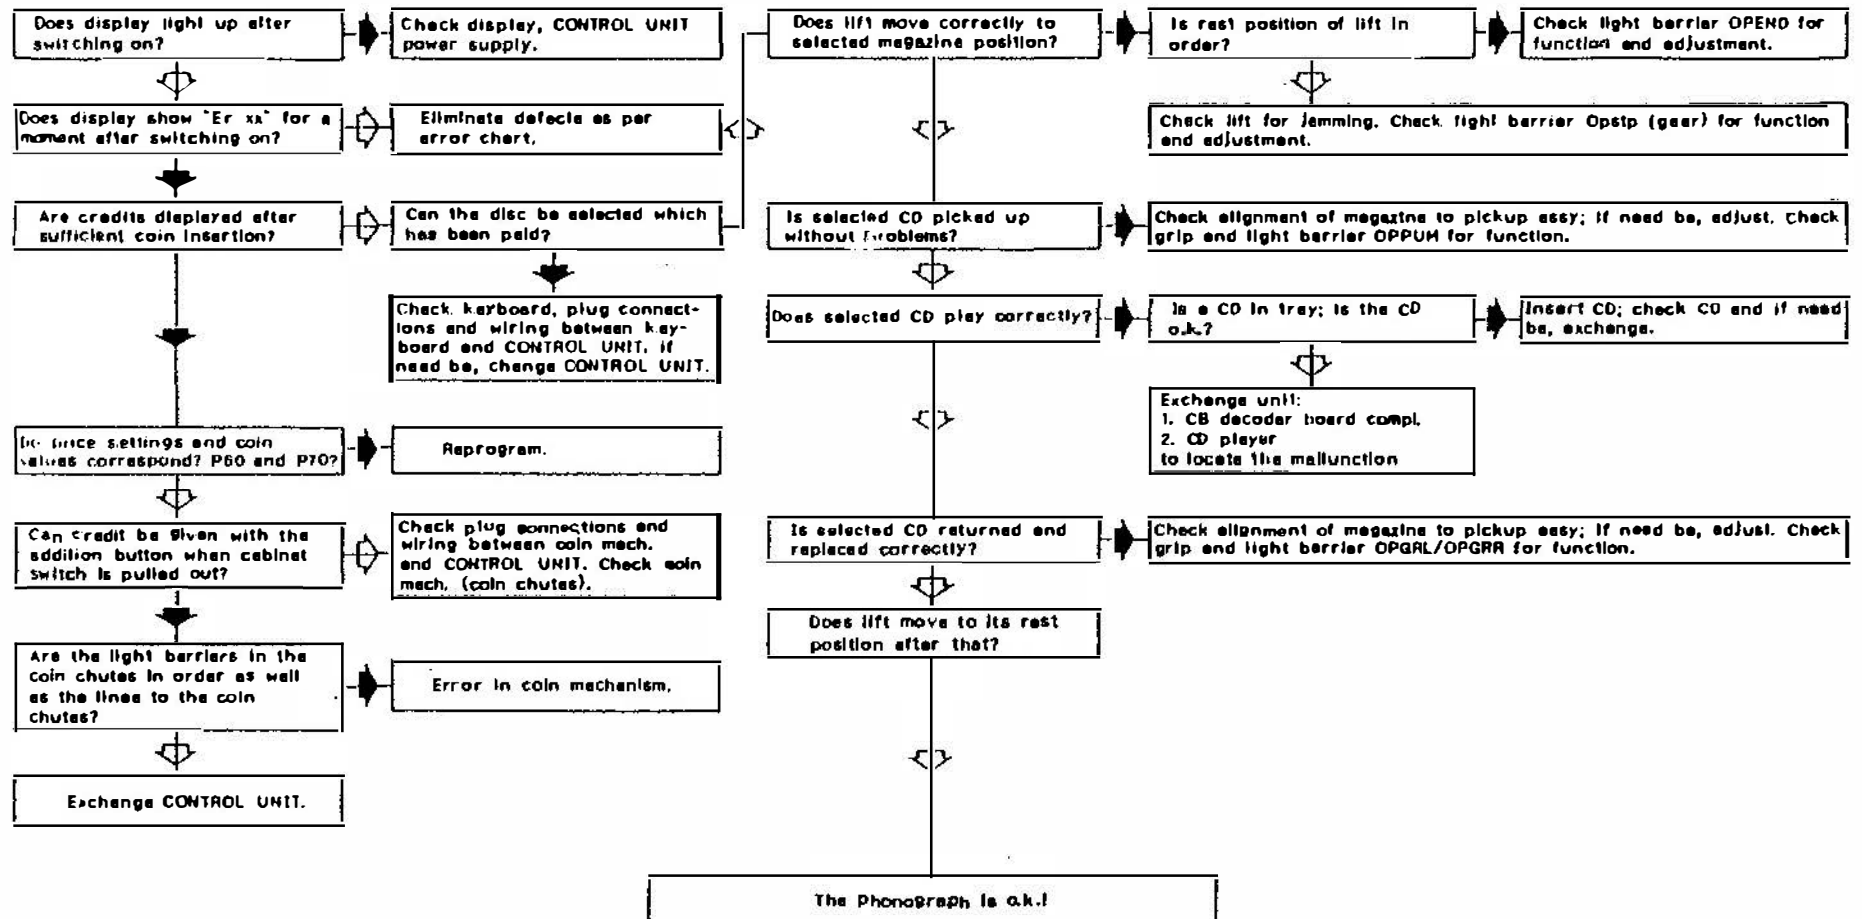 Does display light up after
switching on?
Check display, CONTROL UNIT
power supply.
Does display show "Er xx" for a
moment after switching on?
Eliminate defects as per
error chart.
Are credits displayed after
sufficient coin insertion?
Can the disc be selected which
has been paid?
Check keyboard, plug connect-
ions and wiring between key-
board and CONTROL UNIT. if
need be, change CONTROL UNIT.
price settings and coin
values correspond? P60 and P70?
Reprogram.
Can credit be given with the
addition button when cabinet
switch is pulled out?
Check plug connections and
wiring between coin mech.
and CONTROL UNIT. Check coin
mech. (coin chutes).
Are the light barriers in the
coin chutes in order as well
as the lines to the coin
chutes?
Error in coin mechanism.
Exchange CONTROL UNIT.
Does lift move correctly to
selected magazine position?
Is rest position of lift in
order?
Check light barrier OPEND for
function and adjustment.
Check lift for jamming. Check light barrier Opstp (gear) for function
and adjustment.
Is selected CD picked up
without problems?
Check alignment of magazine to pickup assy; if need be, adjust. Check
grip and light barrier OPPUM for function.
Does selected CD play correctly?
Is a CD in tray; is the CD
o.k.?
Insert CD; check CD and if need
be, exchange.
Exchange unit:
1. CB decoder board compl.
2. CD player
to locate the malfunction
Is selected CD returned and
replaced correctly?
Check alignment of magazine to pickup easy; if need be, adjust. Check
grip and light barrier OPGRL/OPGRR for function.
Does lift move to its rest
position after that?
The Phonograph is o.k.!